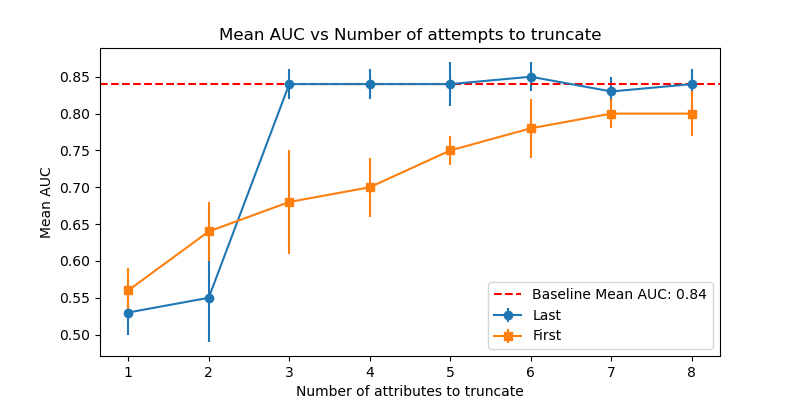 Mean AUC vs Number of attempts to truncate
Mean AUC
0.85
0.80
0.75
0.70
0.65
0.60
0.55
0.50
Baseline Mean AUC: 0.84
Last
First
1 2 3 4 5 6 7 8
Number of attributes to truncate